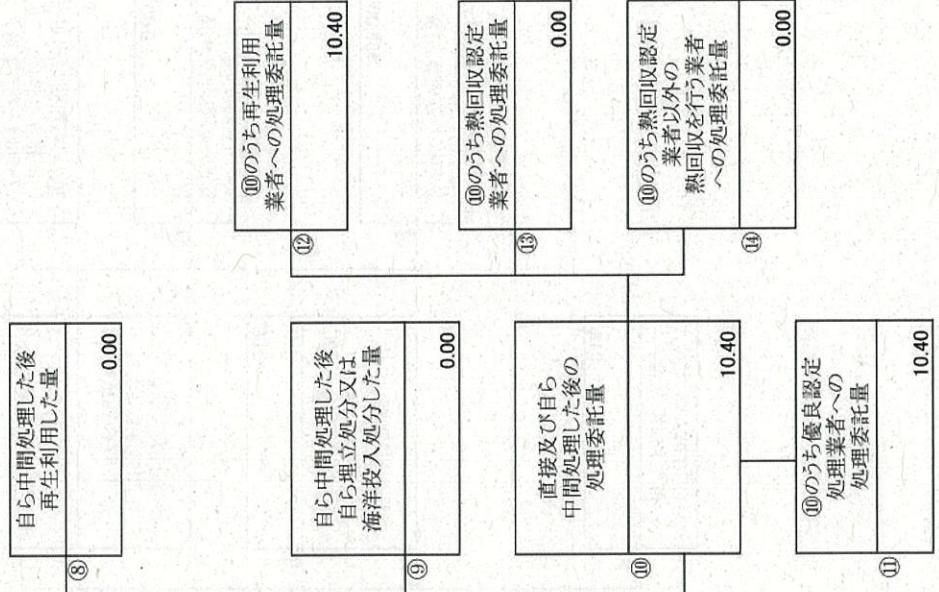 自ら中間処理した後
再生利用した量
⑧
0.00
自ら中間処理した後
自ら埋立処分又は
海洋投入処分した量
⑨
0.00
直接及び自ら
中間処理した後の
処理委託量
⑩
10.40
⑩のうち優良認定
処理業者への
処理委託量
⑪
10.40
⑩のうち再生利用
業者への処理委託量
⑫
10.40
⑩のうち熱回収認定
業者への処理委託量
⑬
0.00
⑩のうち熱回収認定
業者以外の
熱回収を行う業者
への処理委託量
⑭
0.00